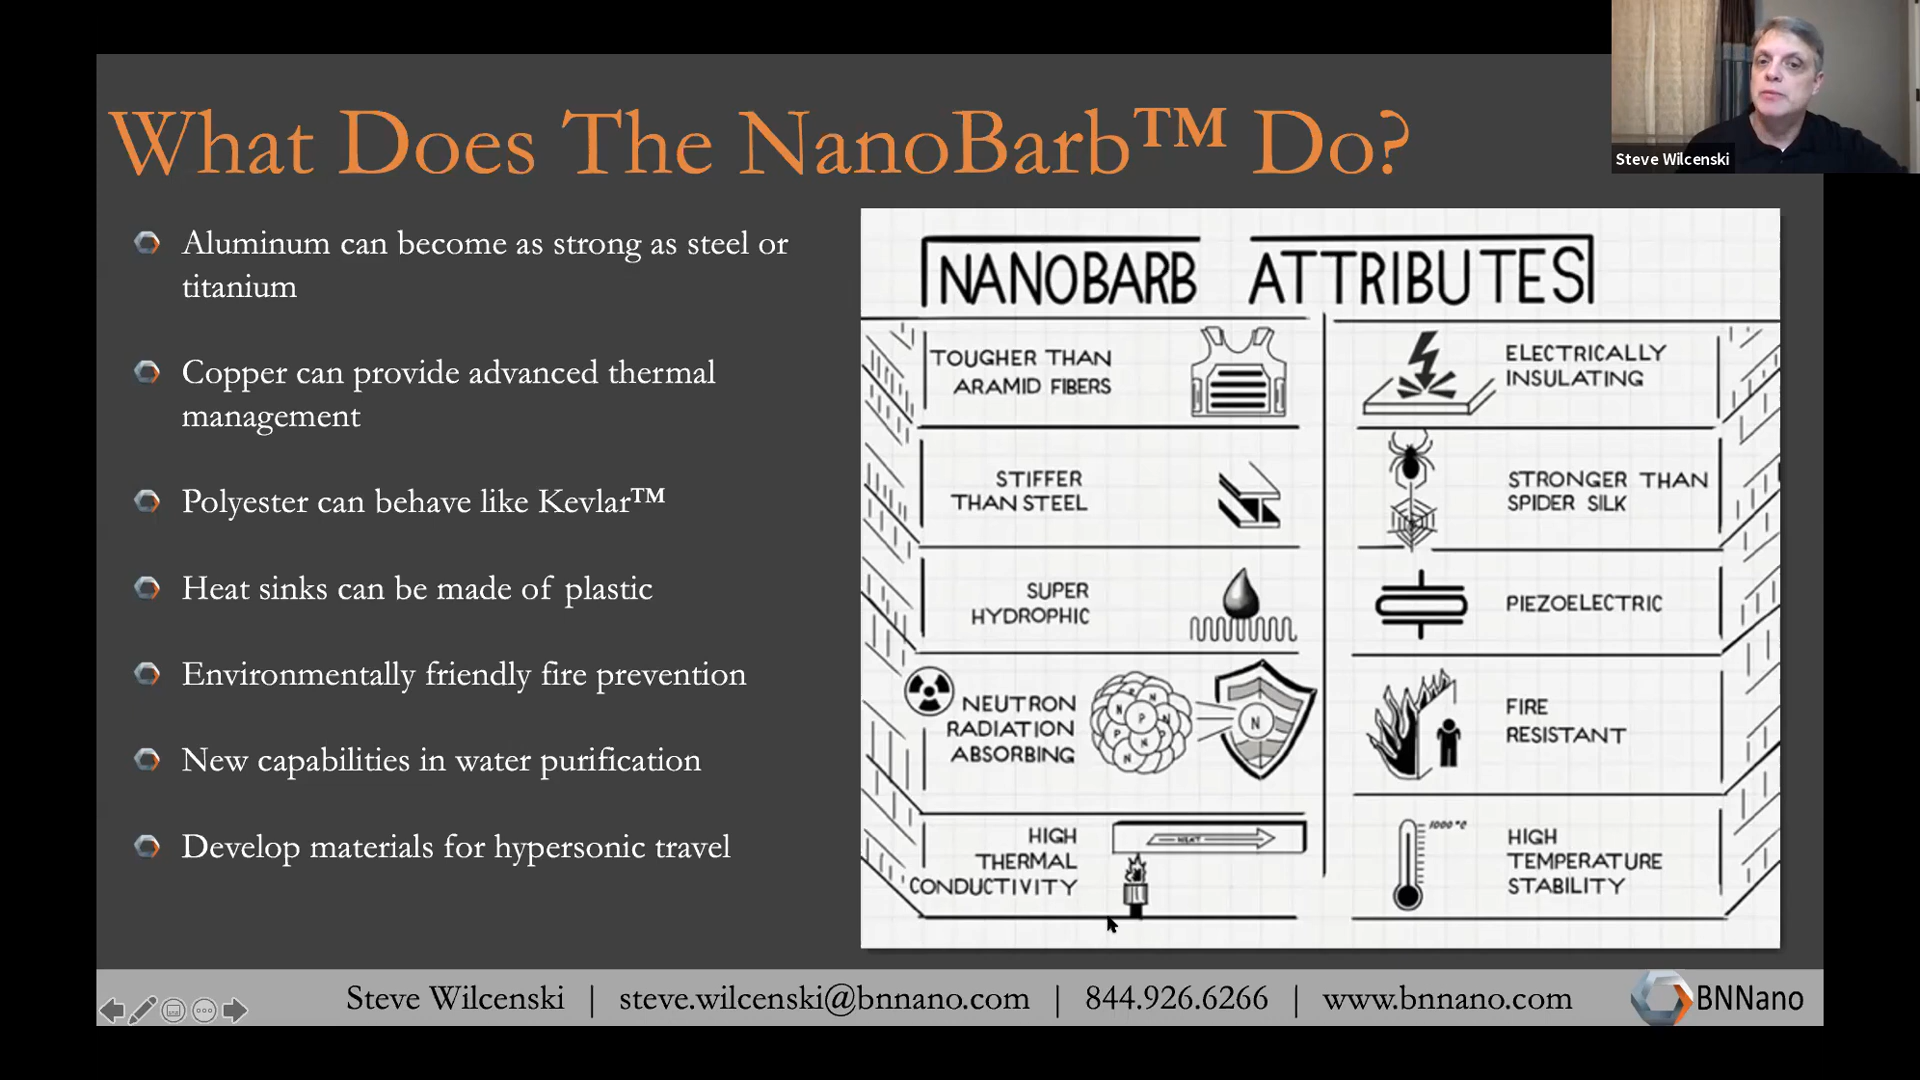 What Does The NanoBarb™ Do?
Steve Wilcenski
Aluminum can become as strong as steel or
titanium
Copper can provide advanced thermal
management
Polyester can behave like Kevlar™
Heat sinks can be made of plastic
Environmentally friendly fire prevention
New capabilities in water purification
Develop materials for hypersonic travel
NANOBARB ATTRIBUTES
TOUGHER THAN
ARAMID FIBERS
ELECTRICALLY
INSULATING
STIFFER
THAN STEEL
STRONGER THAN
SPIDER SILK
SUPER
HYDROPHIC
PIEZOELECTRIC
NEUTRON
RADIATION
ABSORBING
P N
N P N
P N
N
N
FIRE
RESISTANT
HIGH
THERMAL
CONDUCTIVITY
HEAT
1000°C
HIGH
TEMPERATURE
STABILITY
Steve Wilcenski | steve.wilcenski@bnnano.com | 844.926.6266 | www.bnnano.com
BNNano